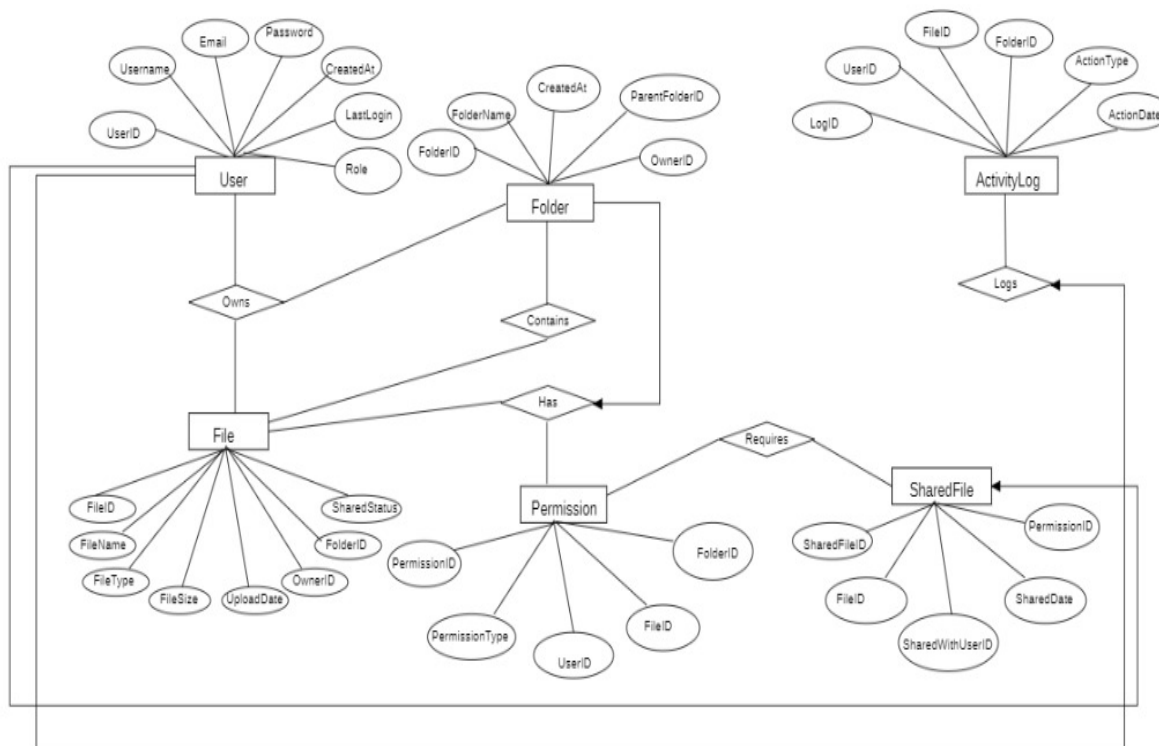 Email
Password
Username
CreatedAt
UserID
LastLogin
Role
User
FolderName
CreatedAt
ParentFolderID
FolderID
OwnerID
Folder
FileID
FolderID
UserID
ActionType
LogID
ActionDate
ActivityLog
Owns
Contains
Logs
Has
File
Requires
FileID
SharedStatus
FileName
FolderID
FileType
OwnerID
FileSize
UploadDate
Permission
PermissionID
FolderID
PermissionType
FileID
UserID
SharedFile
SharedFileID
PermissionID
FileID
SharedDate
SharedWithUserID